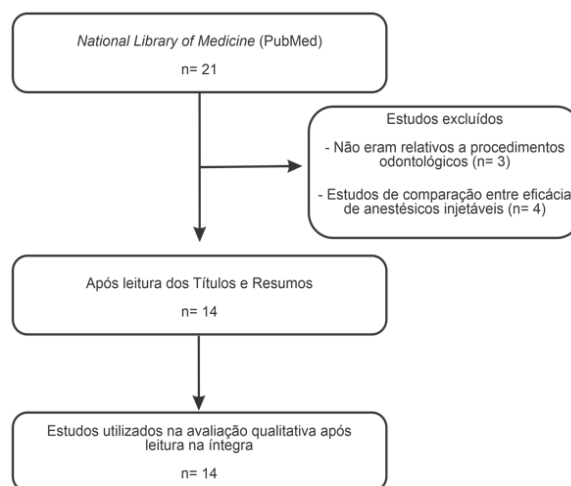 National Library of Medicine (PubMed)
n= 21
Estudos excluídos
- Não eram relativos a procedimentos
odontológicos (n= 3)
- Estudos de comparação entre eficácia
de anestésicos injetáveis (n= 4)
Após leitura dos Títulos e Resumos
n= 14
Estudos utilizados na avaliação qualitativa após
leitura na íntegra
n= 14